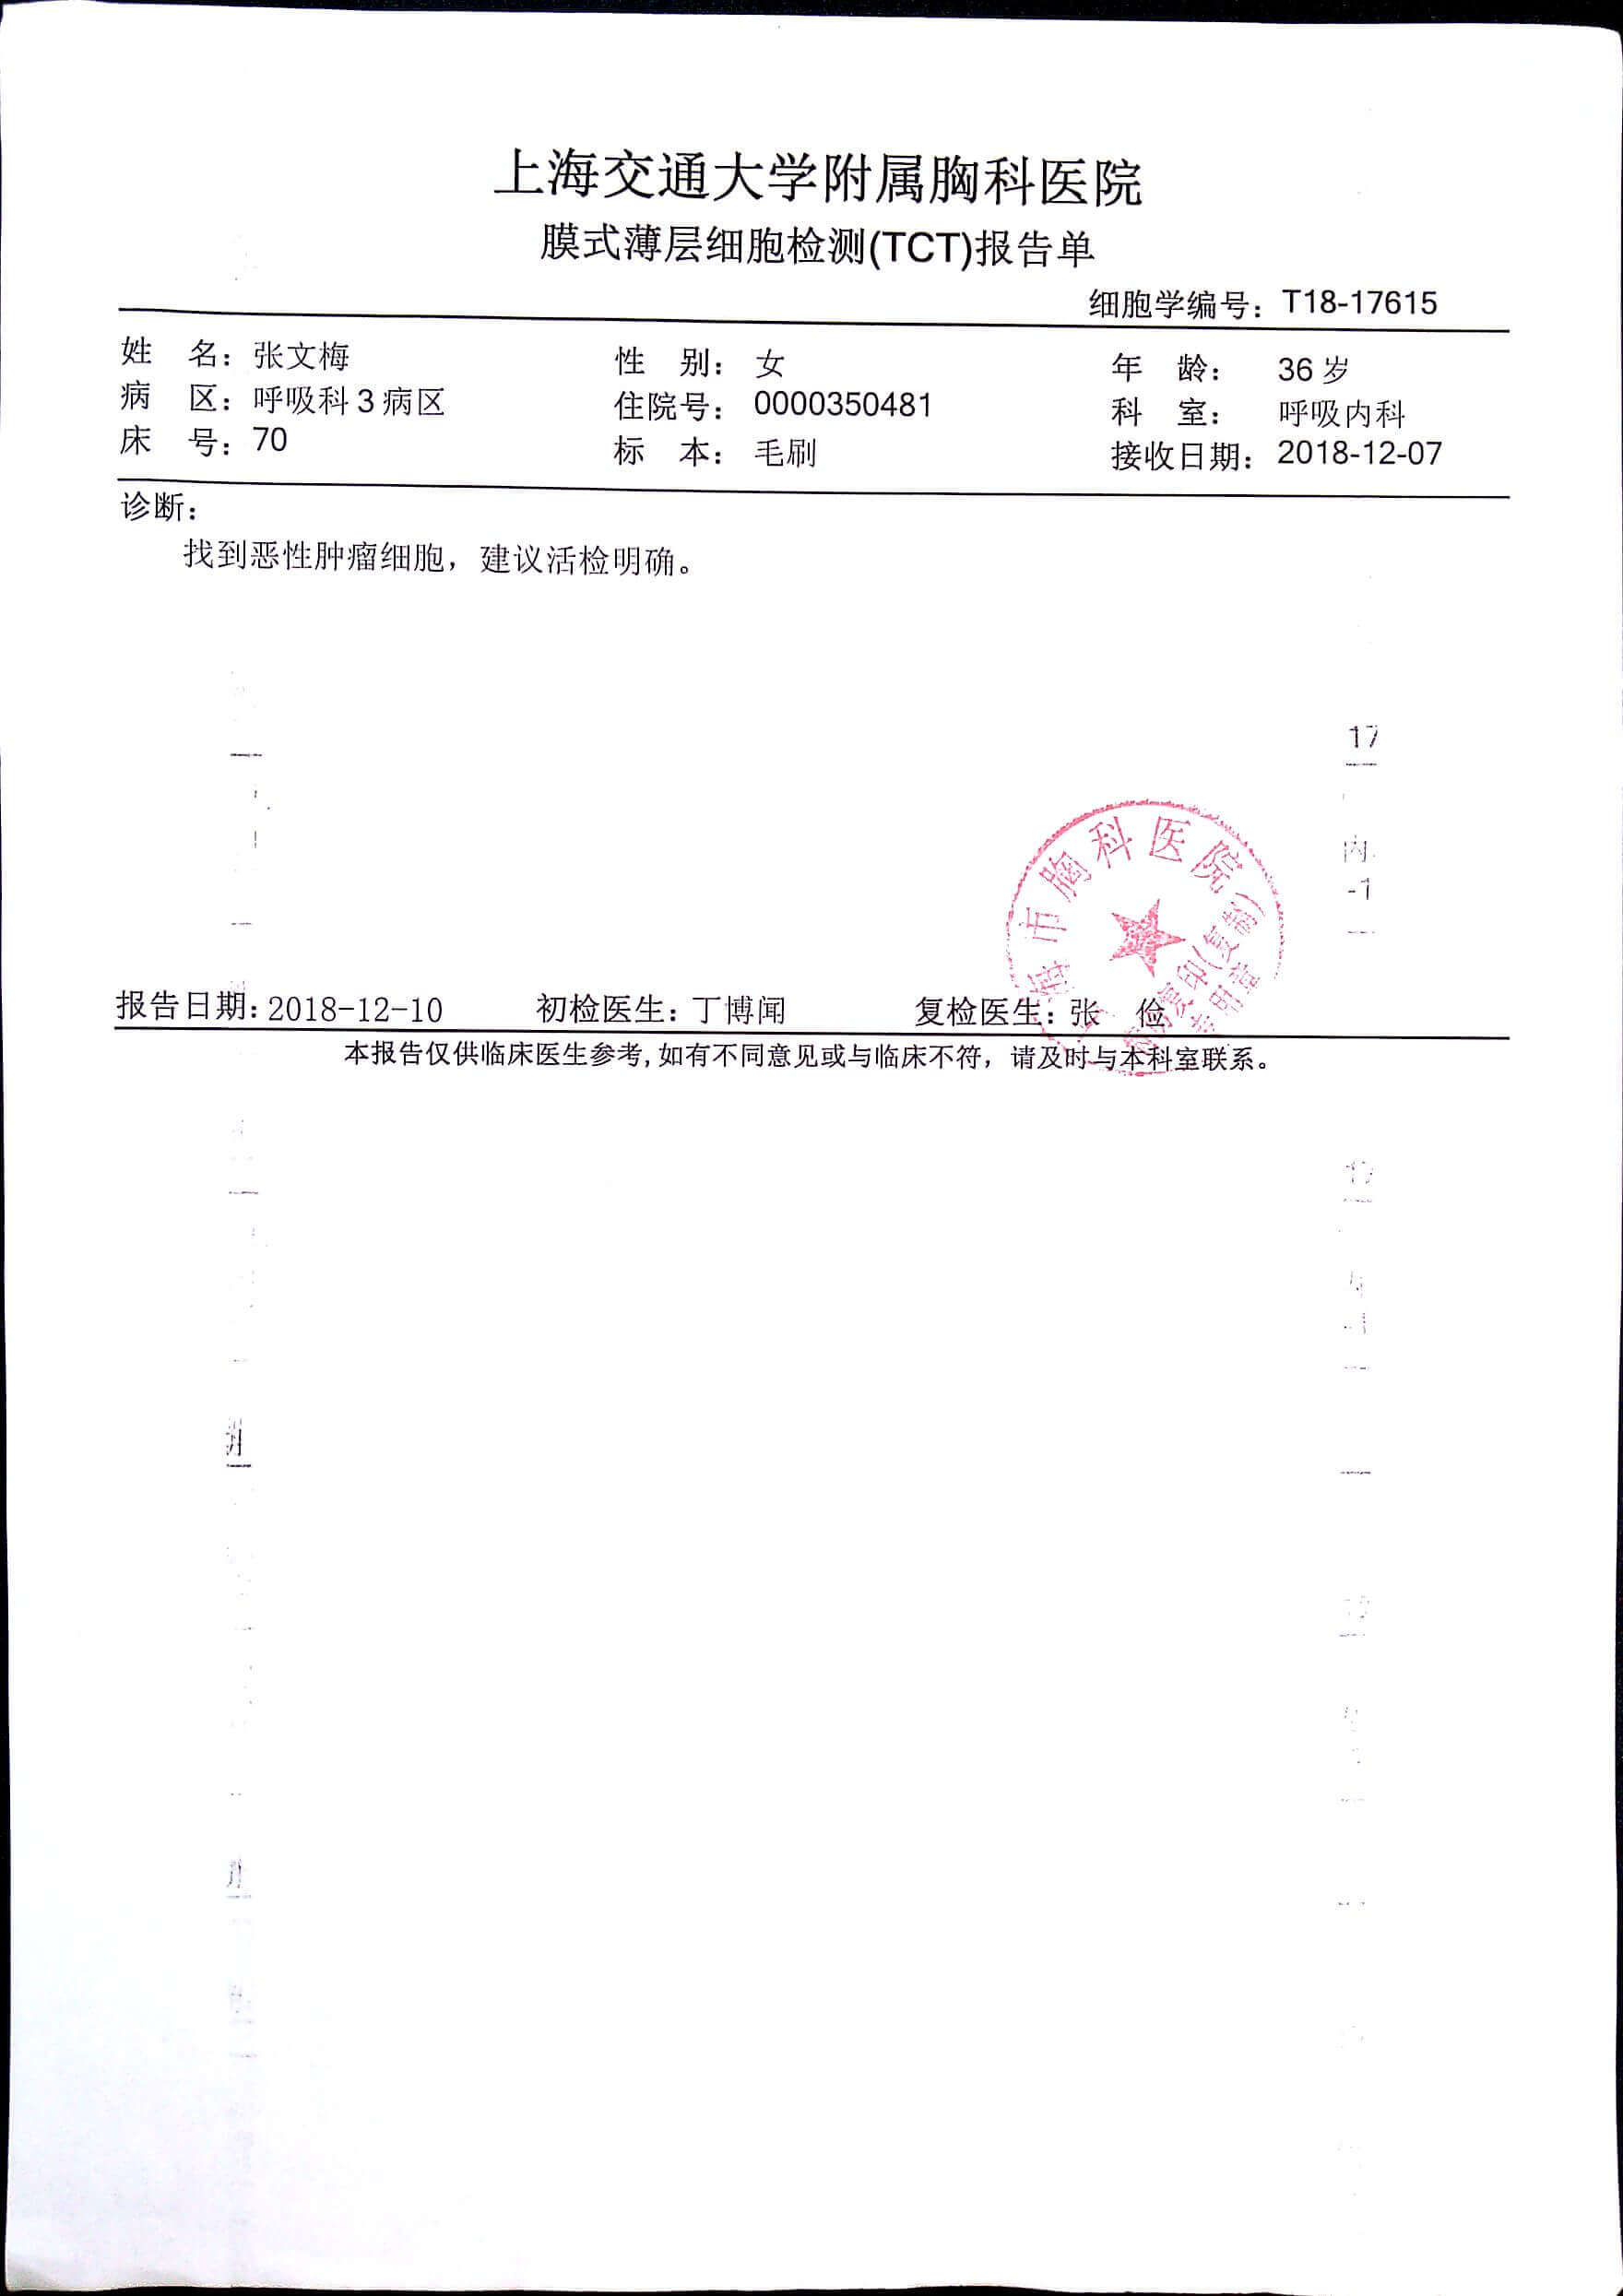 上海交通大学附属胸科医院
膜式薄层细胞检测(TCT)报告单
细胞学编号：T18-17615
姓 名：张文梅 性 别：女 年 龄：36岁
病 区：呼吸科3病区 住院号：0000350481 科 室：呼吸内科
床 号：70 标 本：毛刷 接收日期：2018-12-07
诊断：
找到恶性肿瘤细胞，建议活检明确。
17
内
-1
市胸科医院
报告日期：2018-12-10 初检医生：丁博闻 复检医生：张 俭
本报告仅供临床医生参考，如有不同意见或与临床不符，请及时与本科室联系。